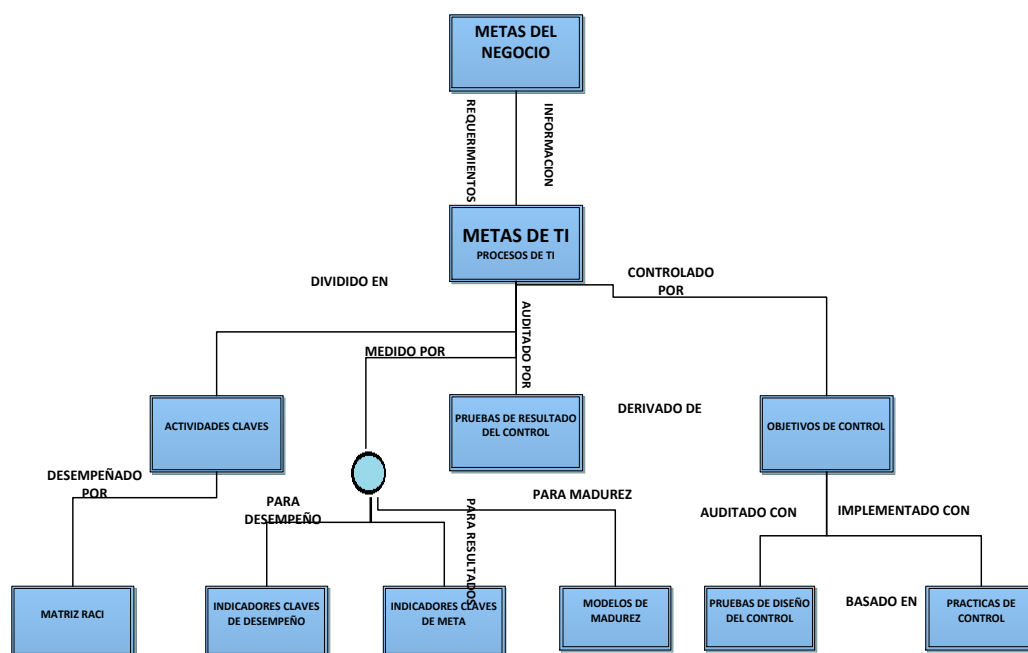 METAS DEL
NEGOCIO
REQUERIMIENTOS
INFORMACION
METAS DE TI
PROCESOS DE TI
DIVIDIDO EN
CONTROLADO
POR
AUDITADO POR
MEDIDO POR
ACTIVIDADES CLAVES
PRUEBAS DE RESULTADO
DEL CONTROL
DERIVADO DE
OBJETIVOS DE CONTROL
DESEMPEÑADO
POR
PARA
DESEMPEÑO
PARA RESULTADOS
PARA MADUREZ
AUDITADO CON
IMPLEMENTADO CON
MATRIZ RACI
INDICADORES CLAVES
DE DESEMPEÑO
INDICADORES CLAVES
DE META
MODELOS DE
MADUREZ
PRUEBAS DE DISEÑO
DEL CONTROL
BASADO EN
PRACTICAS DE
CONTROL